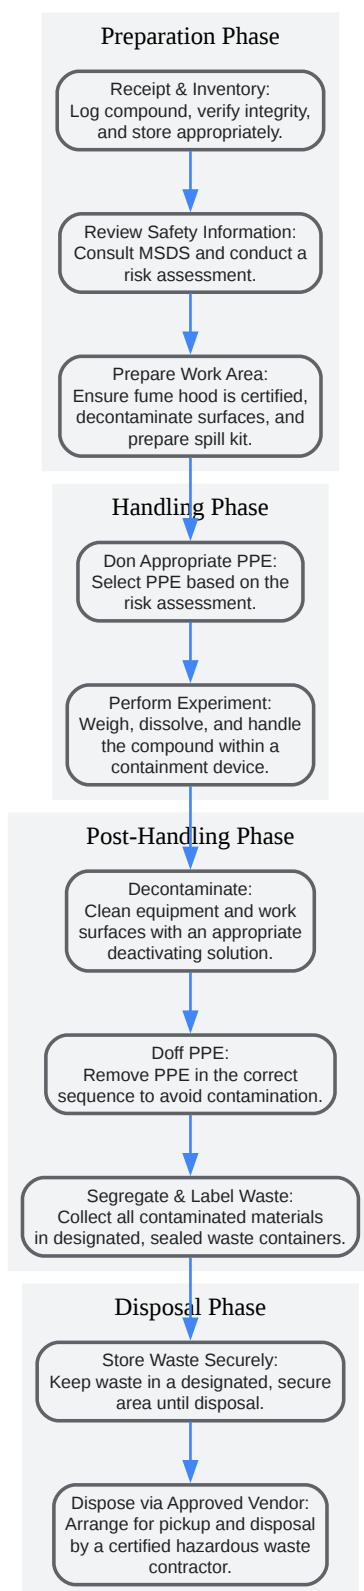 Preparation Phase
Receipt & Inventory:
Log compound, verify integrity,
and store appropriately.
Review Safety Information:
Consult MSDS and conduct a
risk assessment.
Prepare Work Area:
Ensure fume hood is certified,
decontaminate surfaces, and
prepare spill kit.
Handling Phase
Don Appropriate PPE:
Select PPE based on the
risk assessment.
Perform Experiment:
Weigh, dissolve, and handle
the compound within a
containment device.
Post-Handling Phase
Decontaminate:
Clean equipment and work
surfaces with an appropriate
deactivating solution.
Doff PPE:
Remove PPE in the correct
sequence to avoid contamination.
Segregate & Label Waste:
Collect all contaminated materials
in designated, sealed waste containers.
Disposal Phase
Store Waste Securely:
Keep waste in a designated, secure
area until disposal.
Dispose via Approved Vendor:
Arrange for pickup and disposal
by a certified hazardous waste
contractor.